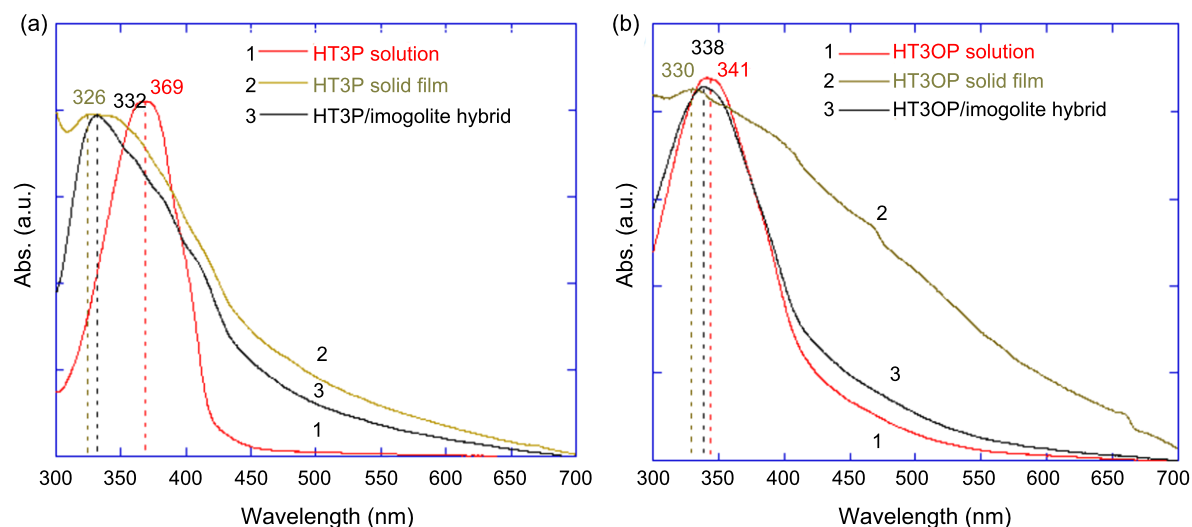 (a)
1 HT3P solution
2 HT3P solid film
3 HT3P/imogolite hybrid
326
332
369
2
3
1
Abs. (a.u.)
300 350 400 450 500 550 600 650 700
Wavelength (nm)
(b)
338
1 HT3OP solution
330
341
2 HT3OP solid film
3 HT3OP/imogolite hybrid
2
3
1
Abs. (a.u.)
300 350 400 450 500 550 600 650 700
Wavelength (nm)